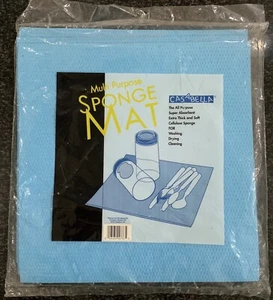 Multi Purpose
SPONGE
MAT
CASABELLA
The All Purpose
Super Absorbent
Extra Thick and Soft
Cellulose Sponge
FOR
Washing
Drying
Cleaning